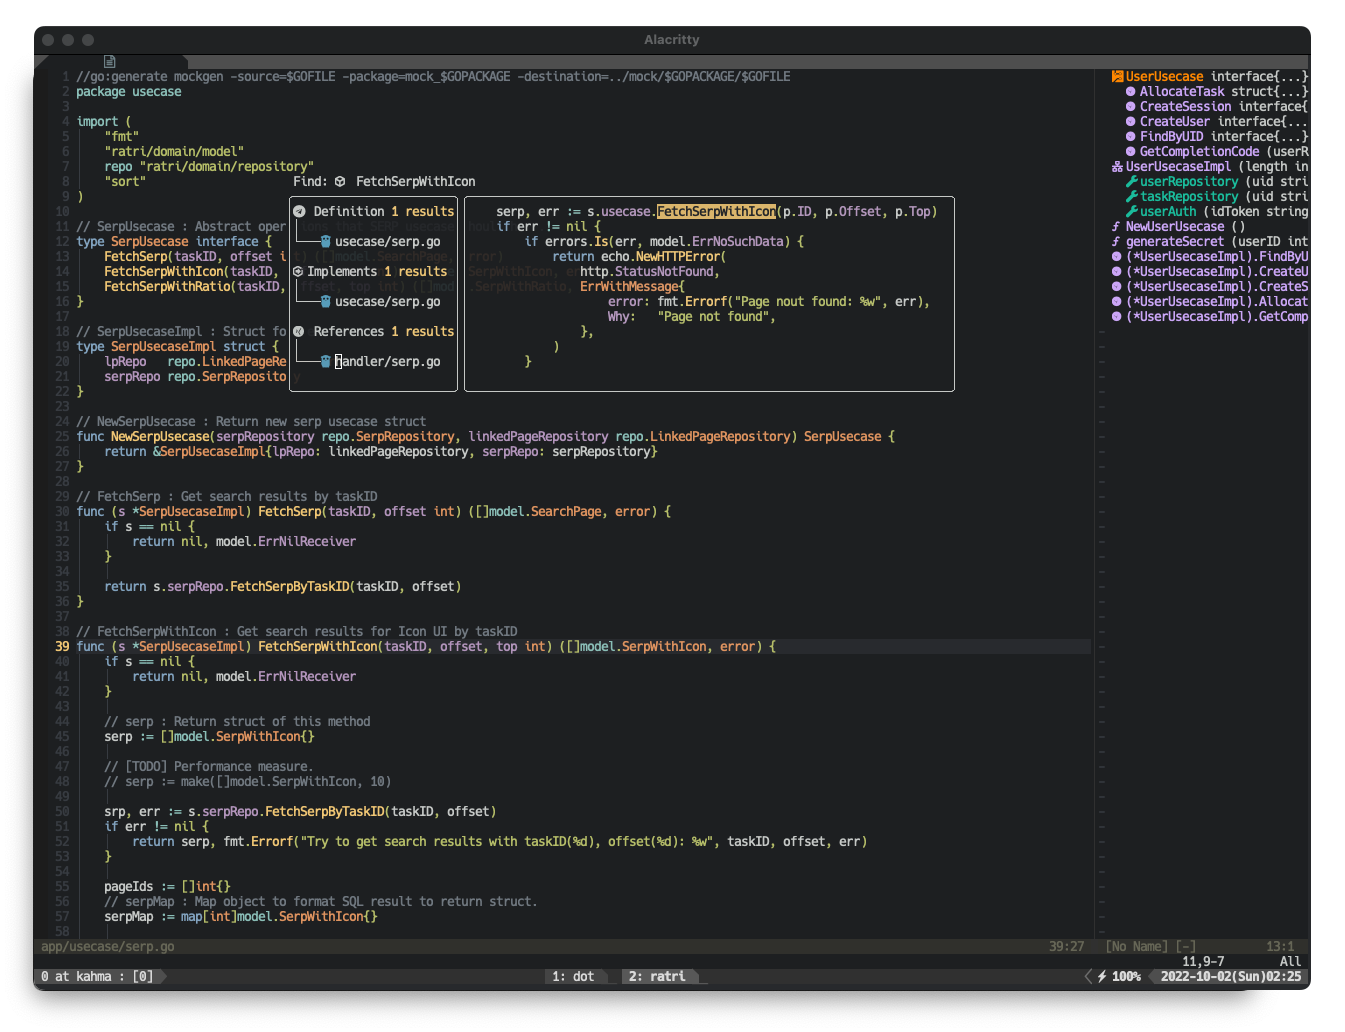 Alacritty
1 //go:generate mockgen -source=$GOFILE -package=mock_$GOPACKAGE -destination=../mock/$GOPACKAGE/$GOFILE
2 package usecase
3
4 import (
5 "fmt"
6 "ratri/domain/model"
7 repo "ratri/domain/repository"
8 "sort"
9 )
10
11 // SerpUsecase : Abstract oper
12 type SerpUsecase interface {
13 FetchSerp(taskID, offset i
14 FetchSerpWithIcon(taskID,
15 FetchSerpWithRatio(taskID,
16 }
17
18 // SerpUsecaseImpl : Struct fo
19 type SerpUsecaseImpl struct {
20 lpRepo repo.LinkedPageRe
21 serpRepo repo.SerpReposito
22 }
23
24 // NewSerpUsecase : Return new serp usecase struct
25 func NewSerpUsecase(serpRepository repo.SerpRepository, linkedPageRepository repo.LinkedPageRepository) SerpUsecase {
26 return &SerpUsecaseImpl{lpRepo: linkedPageRepository, serpRepo: serpRepository}
27 }
28
29 // FetchSerp : Get search results by taskID
30 func (s *SerpUsecaseImpl) FetchSerp(taskID, offset int) ([]model.SearchPage, error) {
31 if s == nil {
32 return nil, model.ErrNilReceiver
33 }
34
35 return s.serpRepo.FetchSerpByTaskID(taskID, offset)
36 }
37
38 // FetchSerpWithIcon : Get search results for Icon UI by taskID
39 func (s *SerpUsecaseImpl) FetchSerpWithIcon(taskID, offset, top int) ([]model.SerpWithIcon, error) {
40 if s == nil {
41 return nil, model.ErrNilReceiver
42 }
43
44 // serp : Return struct of this method
45 serp := []model.SerpWithIcon{}
46
47 // [TODO] Performance measure.
48 // serp := make([]model.SerpWithIcon, 10)
49
50 srp, err := s.serpRepo.FetchSerpByTaskID(taskID, offset)
51 if err != nil {
52 return serp, fmt.Errorf("Try to get search results with taskID(%d), offset(%d): %w", taskID, offset, err)
53 }
54
55 pageIds := []int{}
56 // serpMap : Map object to format SQL result to return struct.
57 serpMap := map[int]model.SerpWithIcon{}
58
Find: FetchSerpWithIcon
Definition 1 results
usecase/serp.go
Implements 1 results
usecase/serp.go
References 1 results
handler/serp.go
serp, err := s.usecase.FetchSerpWithIcon(p.ID, p.Offset, p.Top)
if err != nil {
if errors.Is(err, model.ErrNoSuchData) {
return echo.NewHTTPError(
http.StatusNotFound,
ErrWithMessage{
error: fmt.Errorf("Page nout found: %w", err),
Why: "Page not found",
},
)
}
UserUsecase interface{...}
AllocateTask struct{...}
CreateSession interface{
CreateUser interface{...
FindByUID interface{...}
GetCompletionCode (userR
UserUsecaseImpl (length in
userRepository (uid stri
taskRepository (uid stri
userAuth (idToken string
NewUserUsecase ()
generateSecret (userID int
(*UserUsecaseImpl).FindByU
(*UserUsecaseImpl).CreateU
(*UserUsecaseImpl).CreateS
(*UserUsecaseImpl).Allocat
(*UserUsecaseImpl).GetComp
app/usecase/serp.go 39:27 [No Name] [-] 13:1
11,9-7 All
0 at kahma : [0] 1: dot 2: ratri 100% 2022-10-02(Sun)02:25